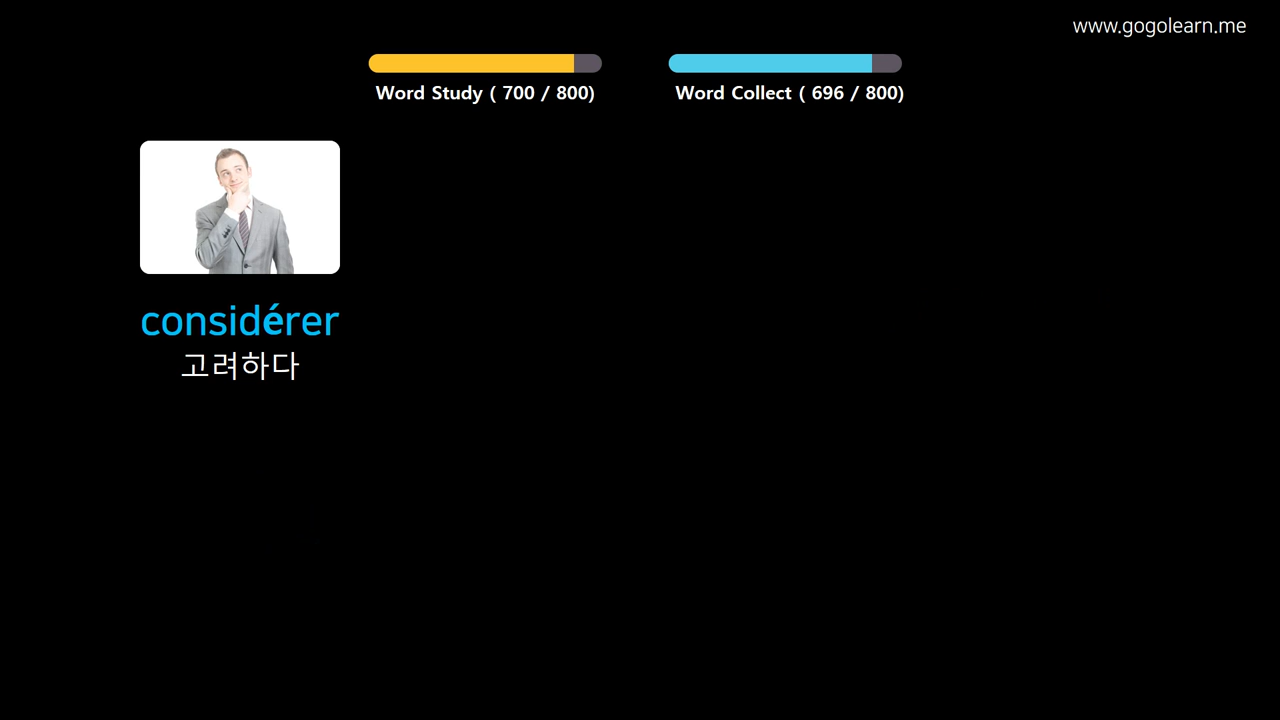 www.gogolearn.me
Word Study ( 700 / 800)
Word Collect ( 696 / 800)
considérer
고려하다